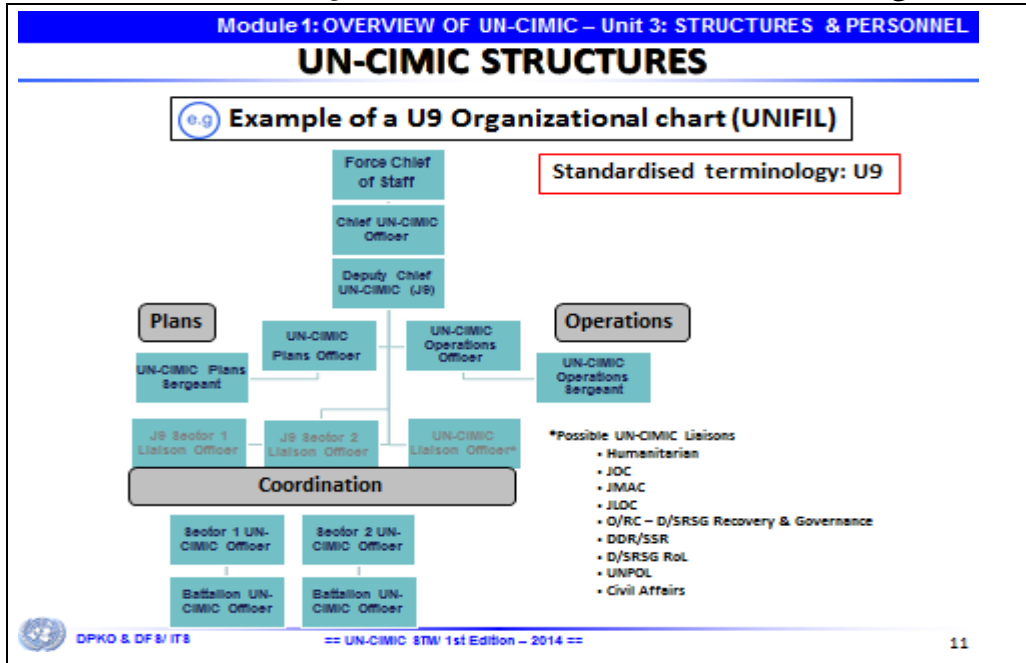 Module 1: OVERVIEW OF UN-CIMIC – Unit 3: STRUCTURES & PERSONNEL
UN-CIMIC STRUCTURES
e.g Example of a U9 Organizational chart (UNIFIL)
Standardised terminology: U9
Force Chief
of Staff
Chief UN-CIMIC
Officer
Deputy Chief
UN-CIMIC (J9)
Plans
Operations
UN-CIMIC
Plans Officer
UN-CIMIC
Operations
Officer
UN-CIMIC Plans
Sergeant
UN-CIMIC
Operations
Sergeant
J9 Sector 1
Liaison Officer
J9 Sector 2
Liaison Officer
UN-CIMIC
Liaison Officer*
Coordination
Sector 1 UN-
CIMIC Officer
Sector 2 UN-
CIMIC Officer
Battalion UN-
CIMIC Officer
Battalion UN-
CIMIC Officer
*Possible UN-CIMIC Liaisons
• Humanitarian
• JOC
• JMAC
• JLOC
• O/RC – D/SRSG Recovery & Governance
• DDR/SSR
• D/SRSG RoL
• UNPOL
• Civil Affairs
DPKO & DFS/ ITS
== UN-CIMIC STM/ 1st Edition – 2014 ==
11